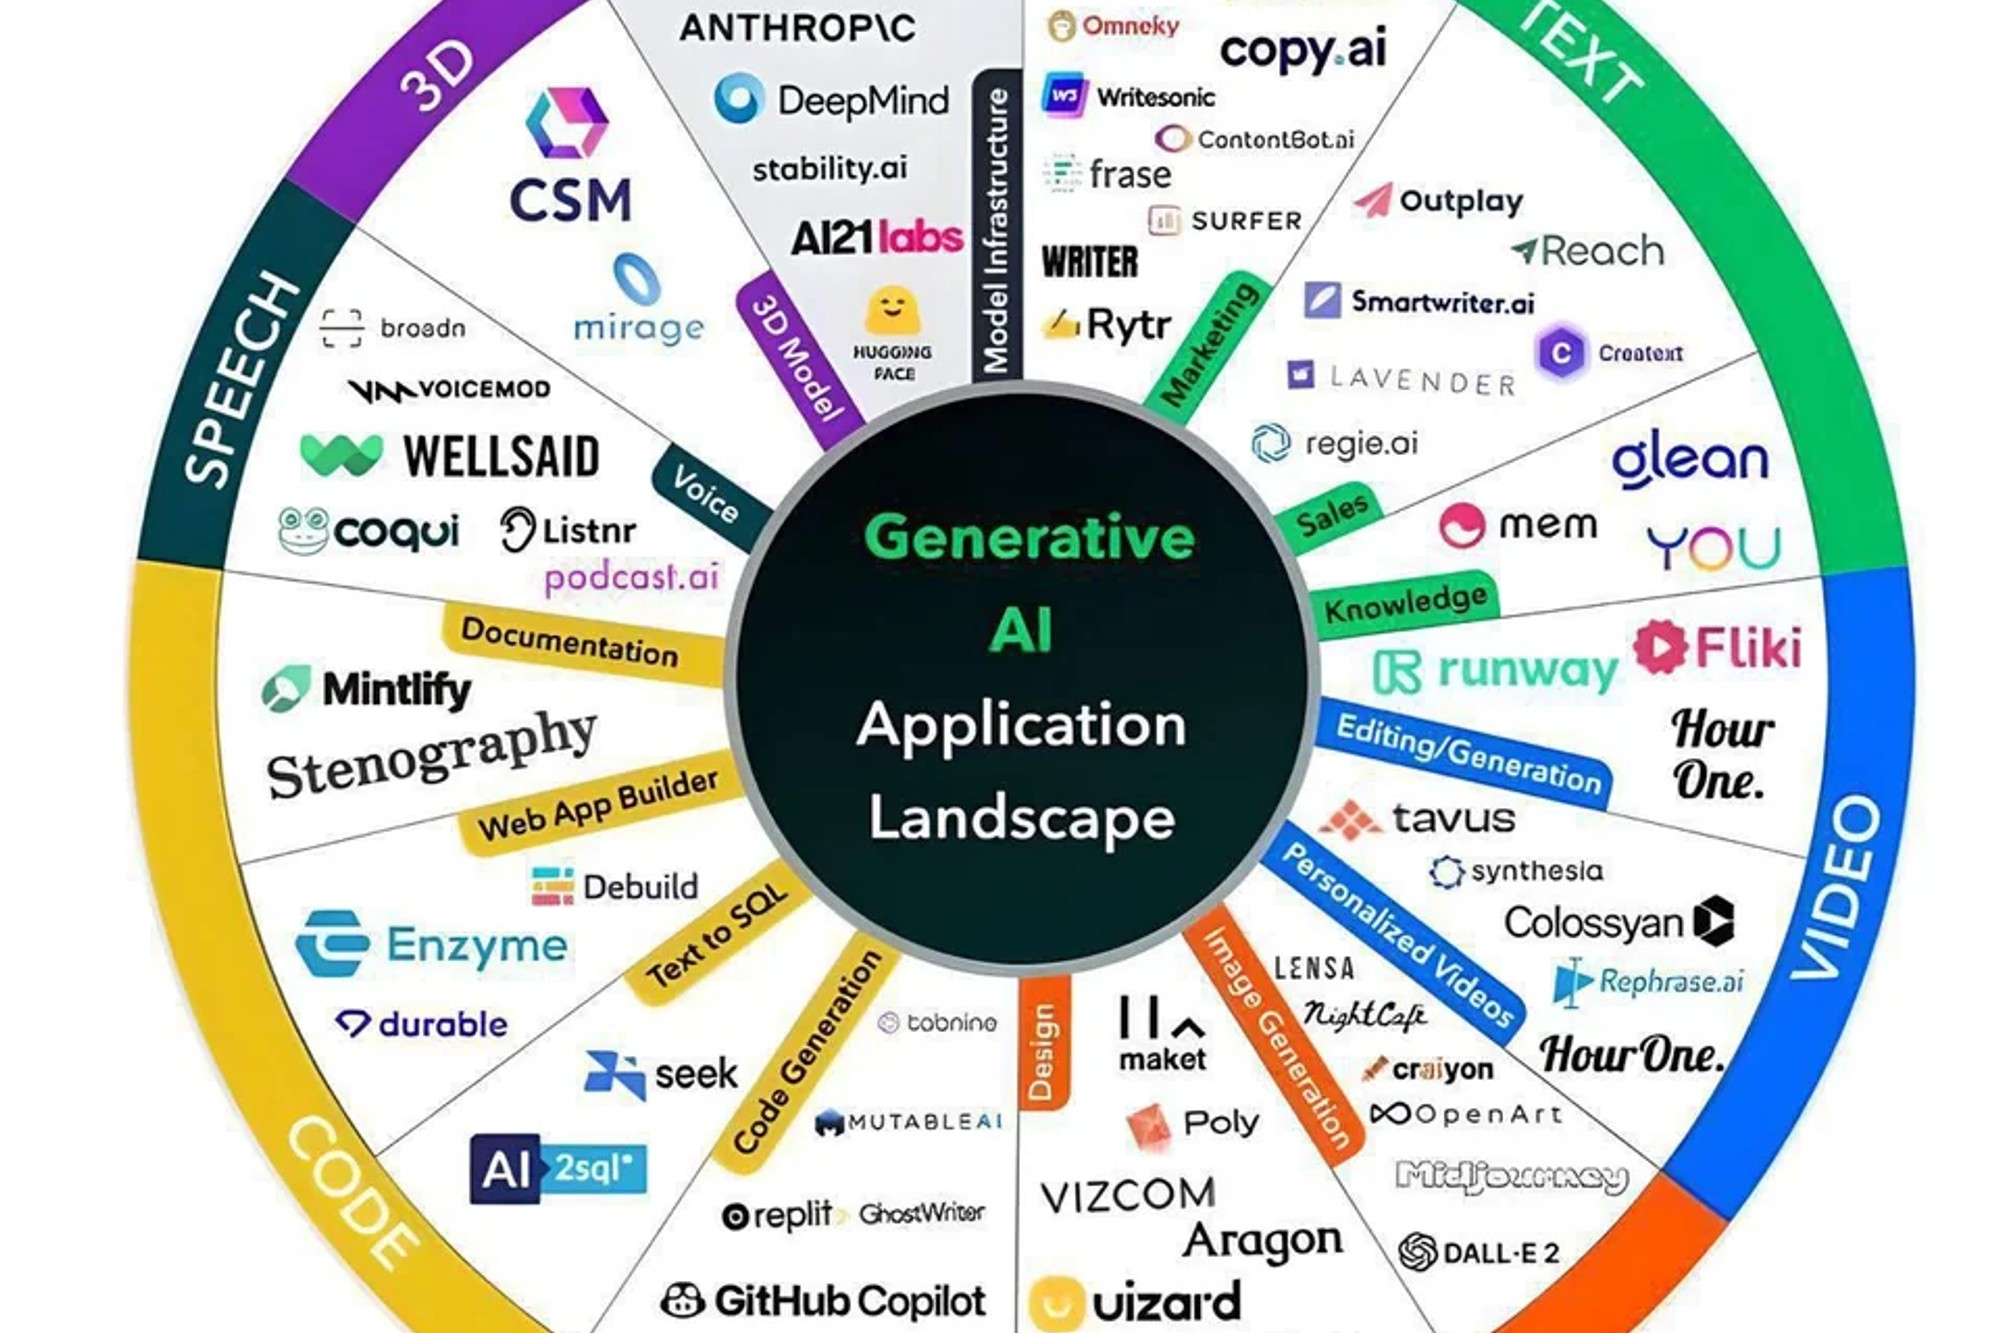 Generative
AI
Application
Landscape
Model Infrastructure
ANTHROP\C
DeepMind
stability.ai
AI21labs
HUGGING
FACE
TEXT
Marketing
Omneky
copy.ai
W3
Writesonic
ContentBot.ai
frase
SURFER
WRITER
Rytr
Sales
Outplay
Reach
Smartwriter.ai
C
Creatext
LAVENDER
regie.ai
Knowledge
glean
mem
YOU
VIDEO
Editing/Generation
runway
Fliki
Hour
One.
Personalized Videos
tavus
synthesia
Colossyan
Rephrase.ai
HourOne.
Image Generation
LENSA
NightCafe
craiyon
OpenArt
Midjourney
DALL·E 2
Design
maket
Poly
VIZCOM
Aragon
uizard
CODE
Code Generation
tabnine
MUTABLEAI
replit
GhostWriter
GitHub Copilot
Text to SQL
seek
AI 2sql
Web App Builder
Debuild
Enzyme
durable
Documentation
Mintlify
Stenography
SPEECH
Voice
broadn
VOICEMOD
WELLSAID
coqui
Listnr
podcast.ai
3D
3D Model
CSM
mirage